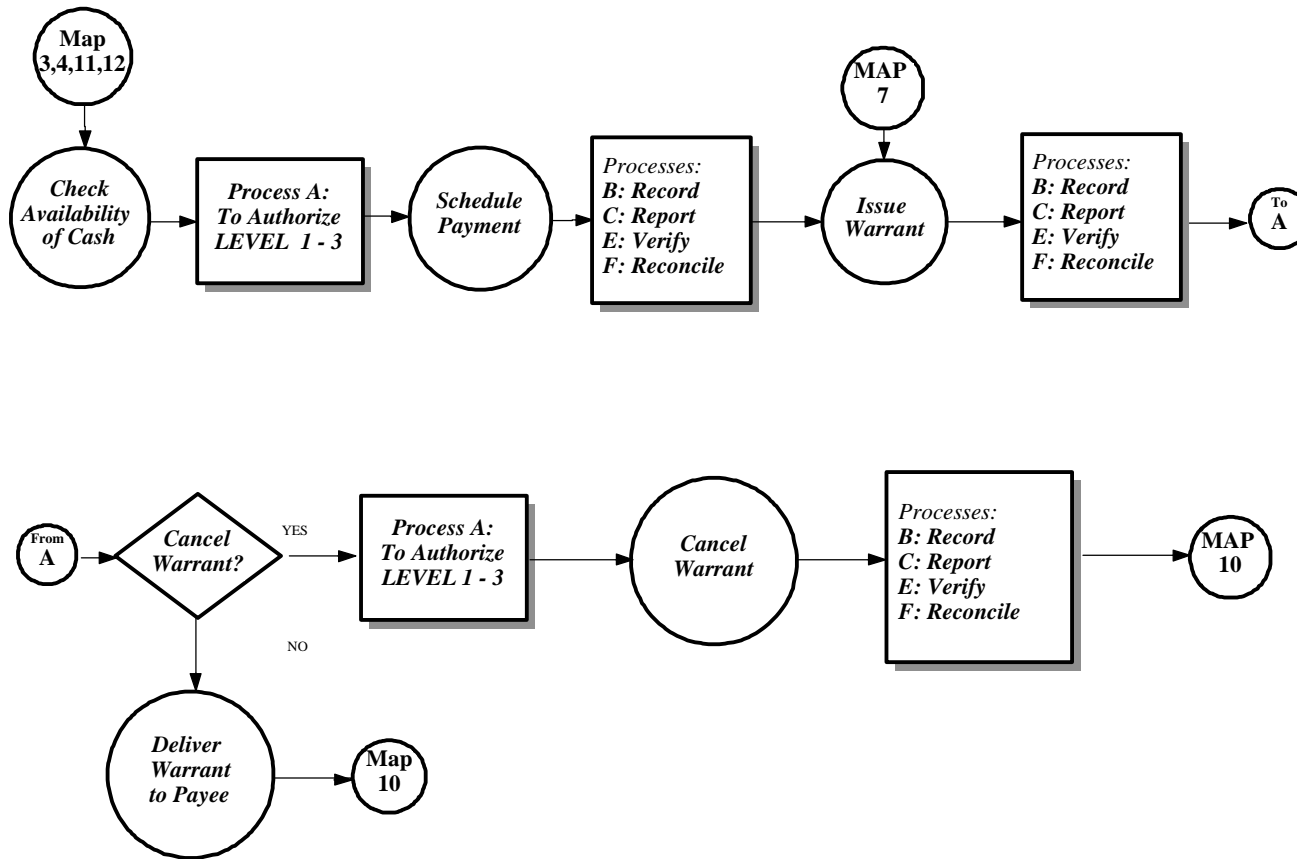 Map
3,4,11,12
Check
Availability
of Cash
Process A:
To Authorize
LEVEL 1 - 3
Schedule
Payment
Processes:
B: Record
C: Report
E: Verify
F: Reconcile
MAP
7
Issue
Warrant
Processes:
B: Record
C: Report
E: Verify
F: Reconcile
To
A
From
A
Cancel
Warrant?
YES
NO
Process A:
To Authorize
LEVEL 1 - 3
Cancel
Warrant
Processes:
B: Record
C: Report
E: Verify
F: Reconcile
MAP
10
Deliver
Warrant
to Payee
Map
10